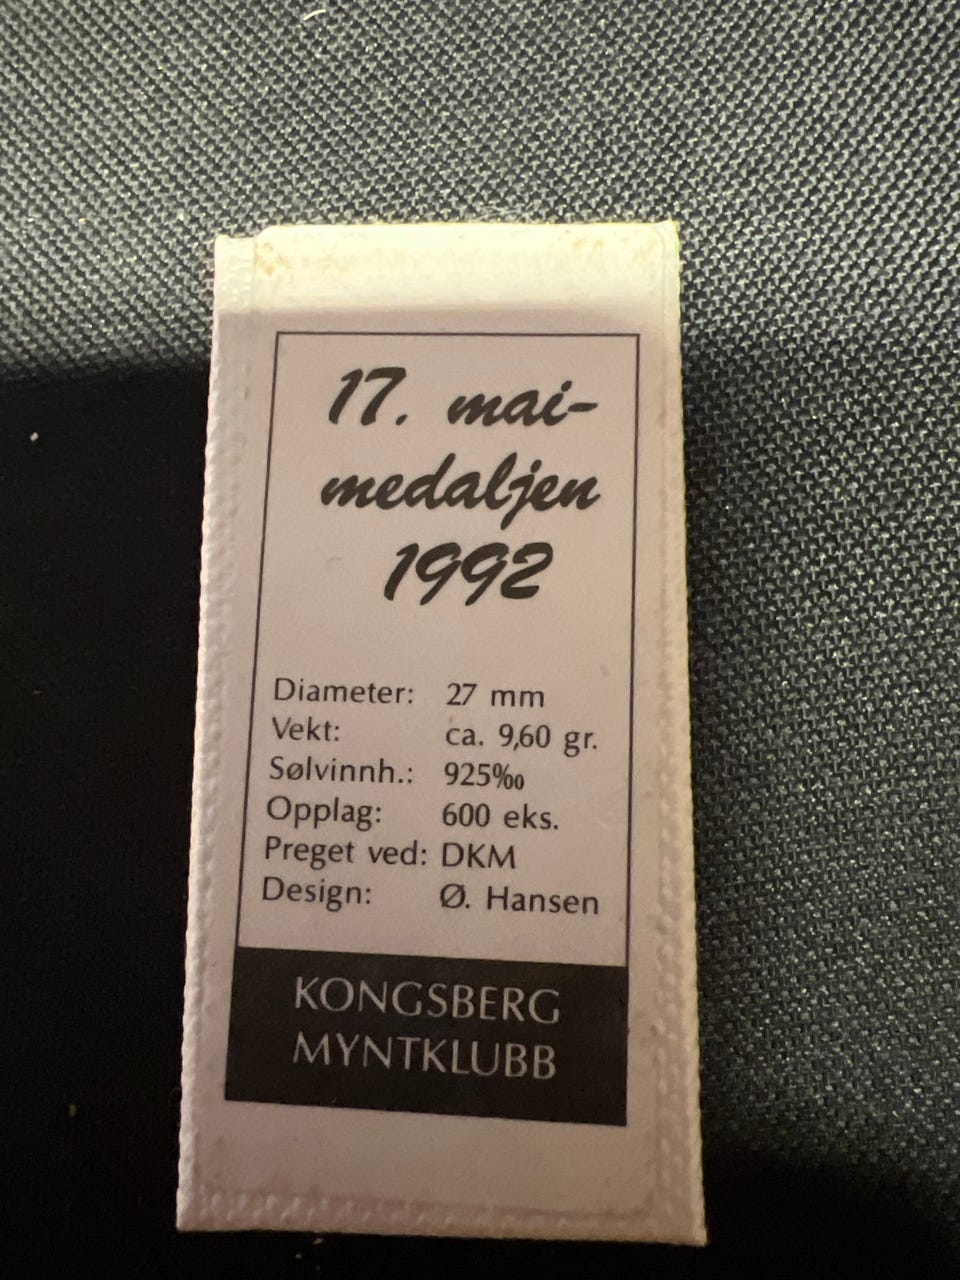 17. mai-
medaljen
1992
Diameter: 27 mm
Vekt: ca. 9,60 gr.
Sølvinnh.: 925‰
Opplag: 600 eks.
Preget ved: DKM
Design: Ø. Hansen
KONGSBERG
MYNTKLUBB